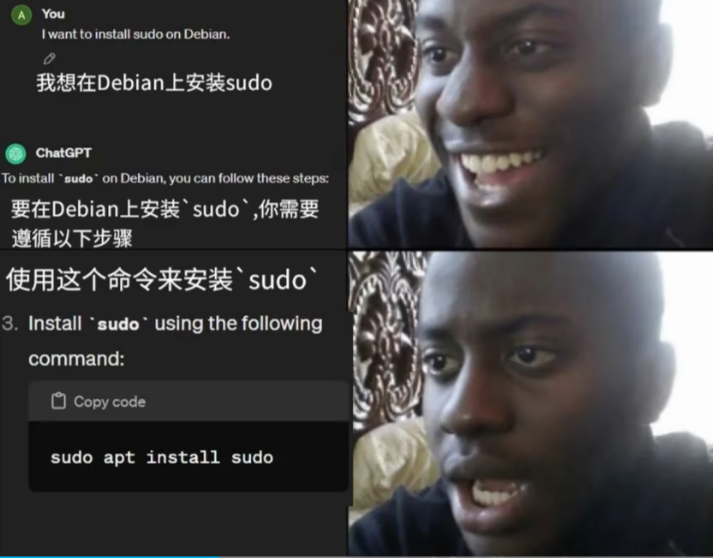 A
You
I want to install sudo on Debian.
我想在Debian上安装sudo
ChatGPT
To install `sudo` on Debian, you can follow these steps:
要在Debian上安装`sudo`,你需要
遵循以下步骤
使用这个命令来安装`sudo`
3. Install `sudo` using the following
command:
Copy code
sudo apt install sudo